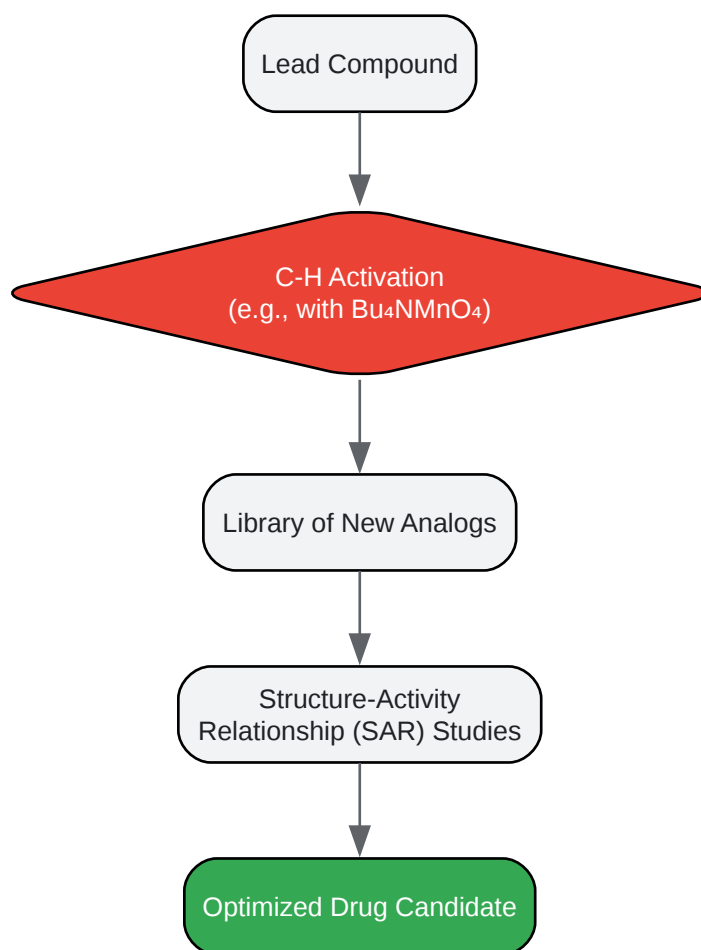 Lead Compound
C-H Activation
(e.g., with Bu₄NMnO₄)
Library of New Analogs
Structure-Activity
Relationship (SAR) Studies
Optimized Drug Candidate